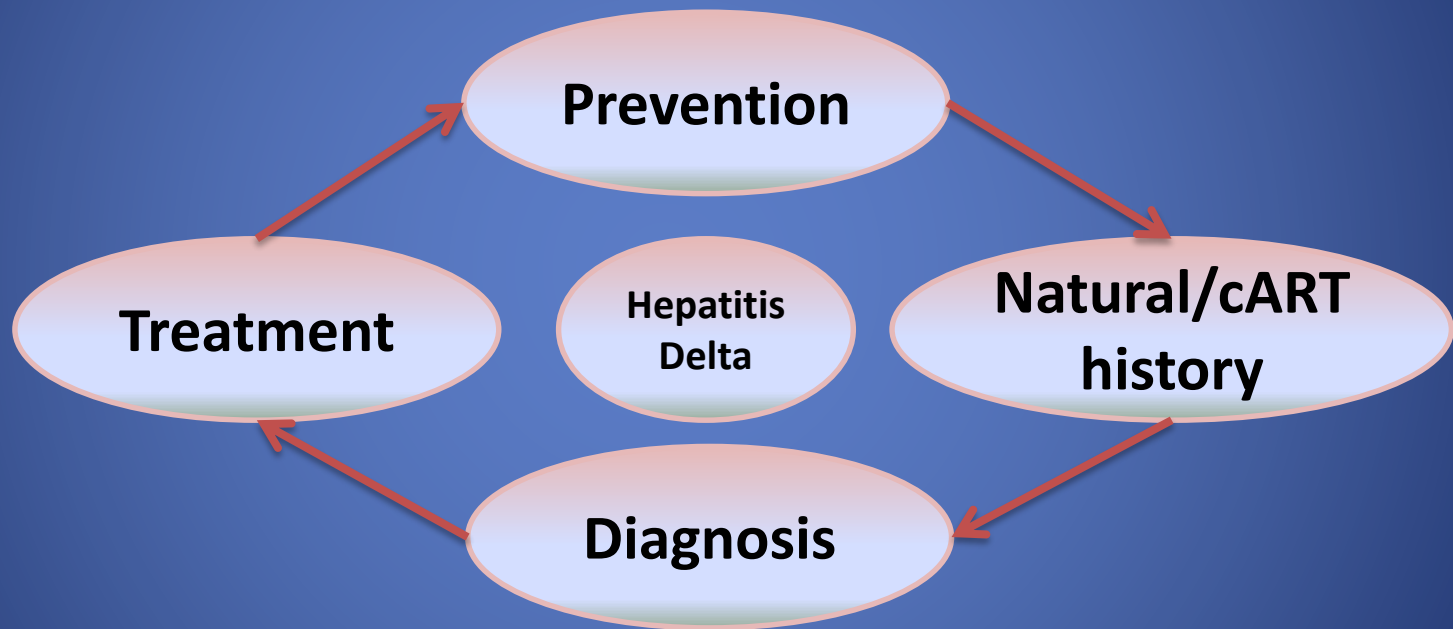 Prevention
Treatment
Hepatitis
Delta
Natural/cART
history
Diagnosis